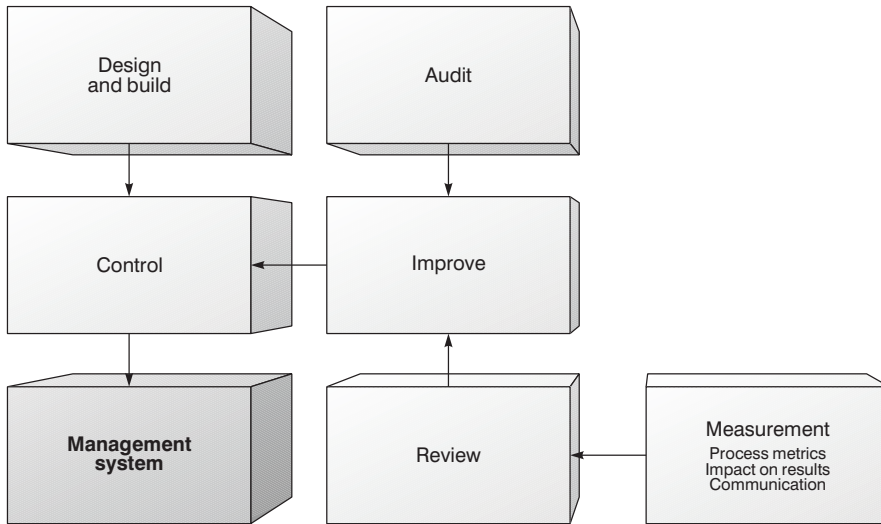 Design
and build
Audit
Control
Improve
Management
system
Review
Measurement
Process metrics
Impact on results
Communication